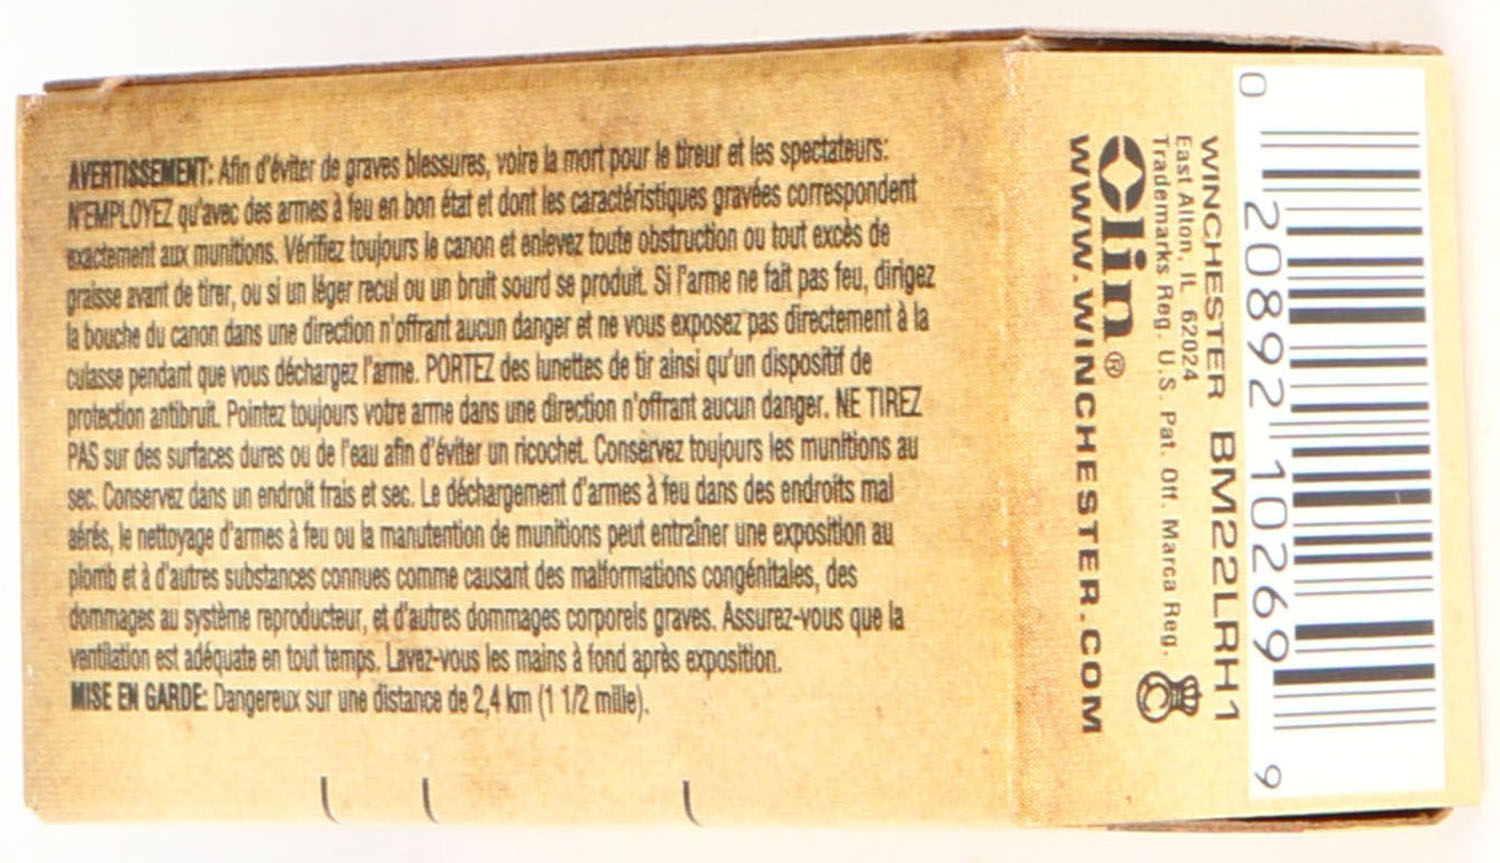 AVERTISSEMENT: Afin d'éviter de graves blessures, voire la mort pour le tireur et les spectateurs:
N'EMPLOYEZ qu'avec des armes à feu en bon état et dont les caractéristiques gravées correspondent
exactement aux munitions. Vérifiez toujours le canon et enlevez toute obstruction ou tout excès de
graisse avant de tirer, ou si un léger recul ou un bruit sourd se produit. Si l'arme ne fait pas feu, dirigez
la bouche du canon dans une direction n'offrant aucun danger et ne vous exposez pas directement à la
culasse pendant que vous déchargez l'arme. PORTEZ des lunettes de tir ainsi qu'un dispositif de
protection antibruit. Pointez toujours votre arme dans une direction n'offrant aucun danger. NE TIREZ
PAS sur des surfaces dures ou de l'eau afin d'éviter un ricochet. Conservez toujours les munitions au
sec. Conservez dans un endroit frais et sec. Le déchargement d'armes à feu dans des endroits mal
aérés, le nettoyage d'armes à feu ou la manutention de munitions peut entraîner une exposition au
plomb et à d'autres substances connues comme causant des malformations congénitales, des
dommages au système reproducteur, et d'autres dommages corporels graves. Assurez-vous que la
ventilation est adéquate en tout temps. Lavez-vous les mains à fond après exposition.
MISE EN GARDE: Dangereux sur une distance de 2,4 km (1 1/2 mille).
0 20892 10269 9
WINCHESTER BM22LRH1
East Alton, IL 62024
Trademarks Reg. U.S. Pat. Off. Marca Reg.
Olin®
WWW.WINCHESTER.COM